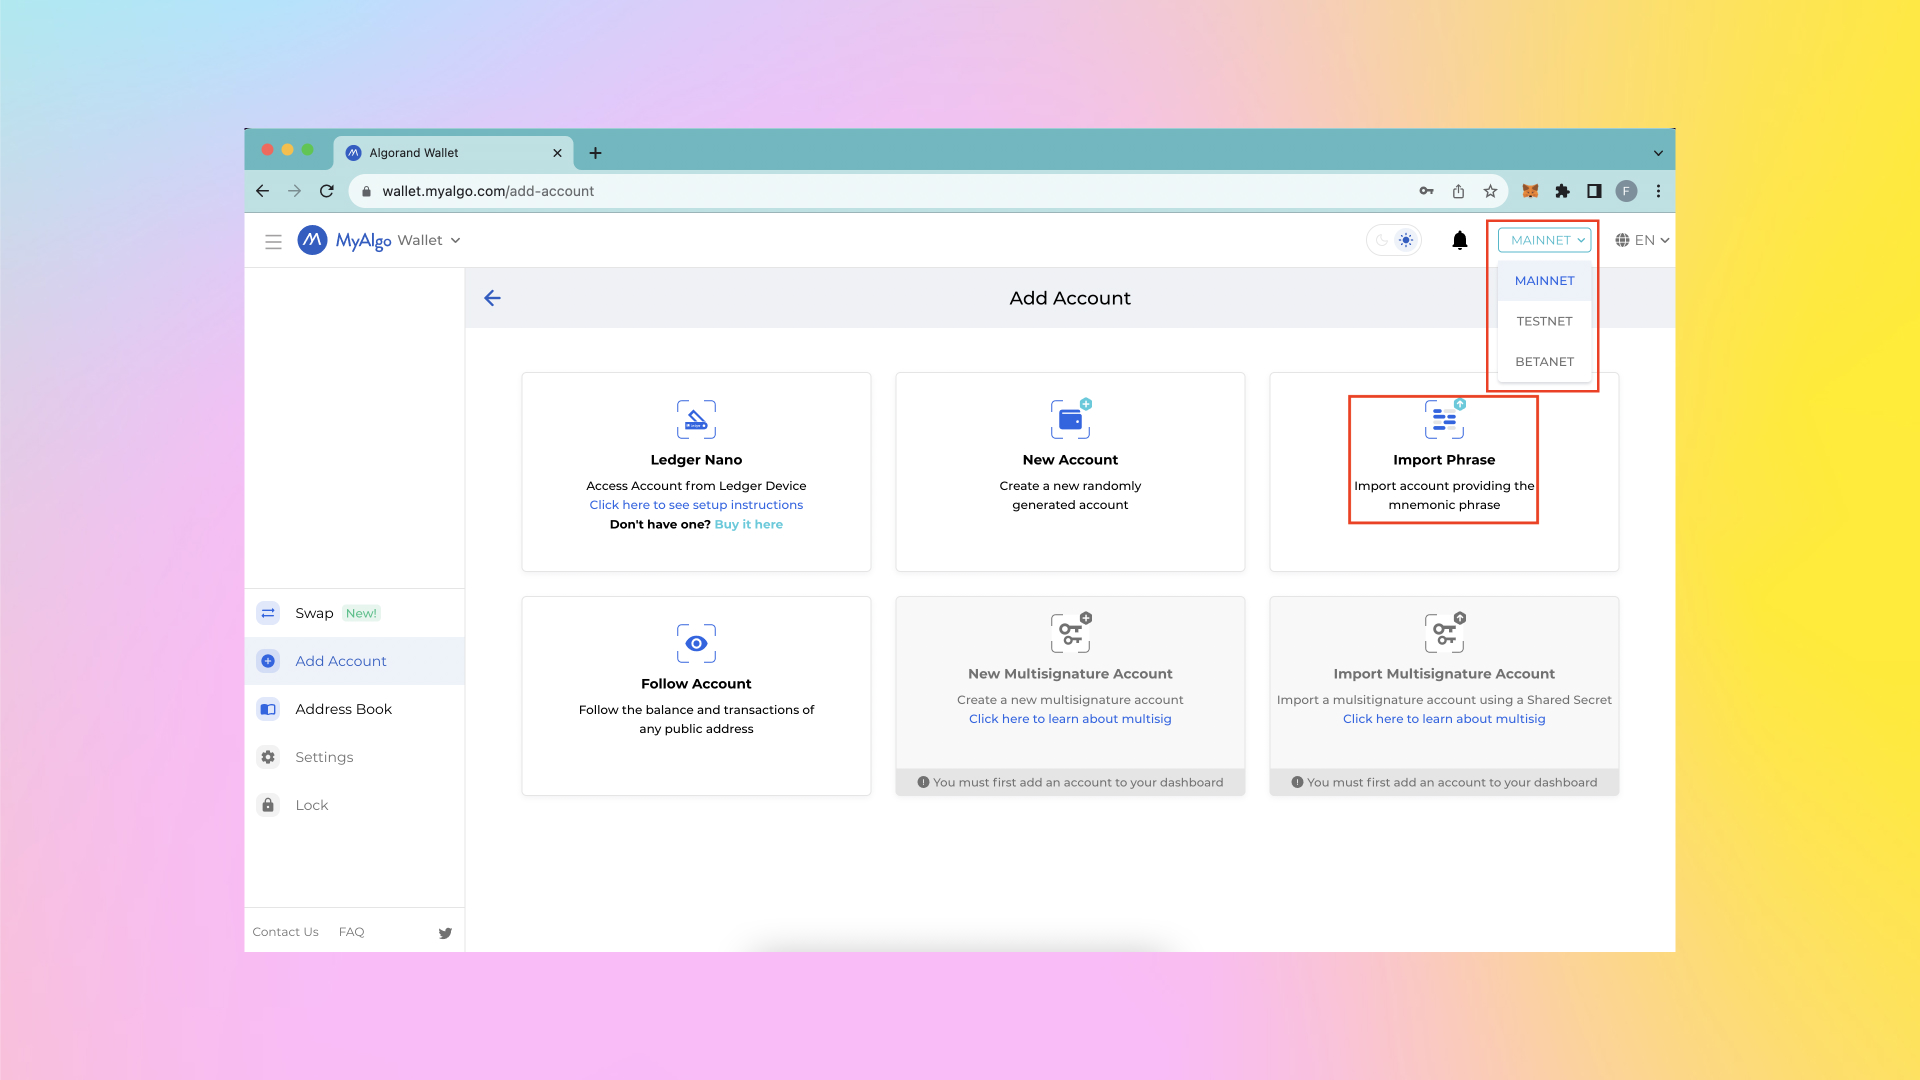 Algorand Wallet
wallet.myalgo.com/add-account
F
MyAlgo Wallet
MAINNET
EN
MAINNET
TESTNET
BETANET
Add Account
Ledger Nano
Access Account from Ledger Device
Click here to see setup instructions
Don't have one? Buy it here
New Account
Create a new randomly
generated account
Import Phrase
Import account providing the
mnemonic phrase
Follow Account
Follow the balance and transactions of
any public address
New Multisignature Account
Create a new multisignature account
Click here to learn about multisig
You must first add an account to your dashboard
Import Multisignature Account
Import a mulsitignature account using a Shared Secret
Click here to learn about multisig
You must first add an account to your dashboard
Swap New!
Add Account
Address Book
Settings
Lock
Contact Us FAQ